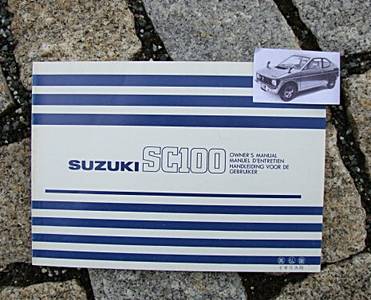 SUZUKI SC100
OWNER'S MANUAL
MANUEL D'ENTRETIEN
HANDLEIDING VOOR DE
GEBRUIKER